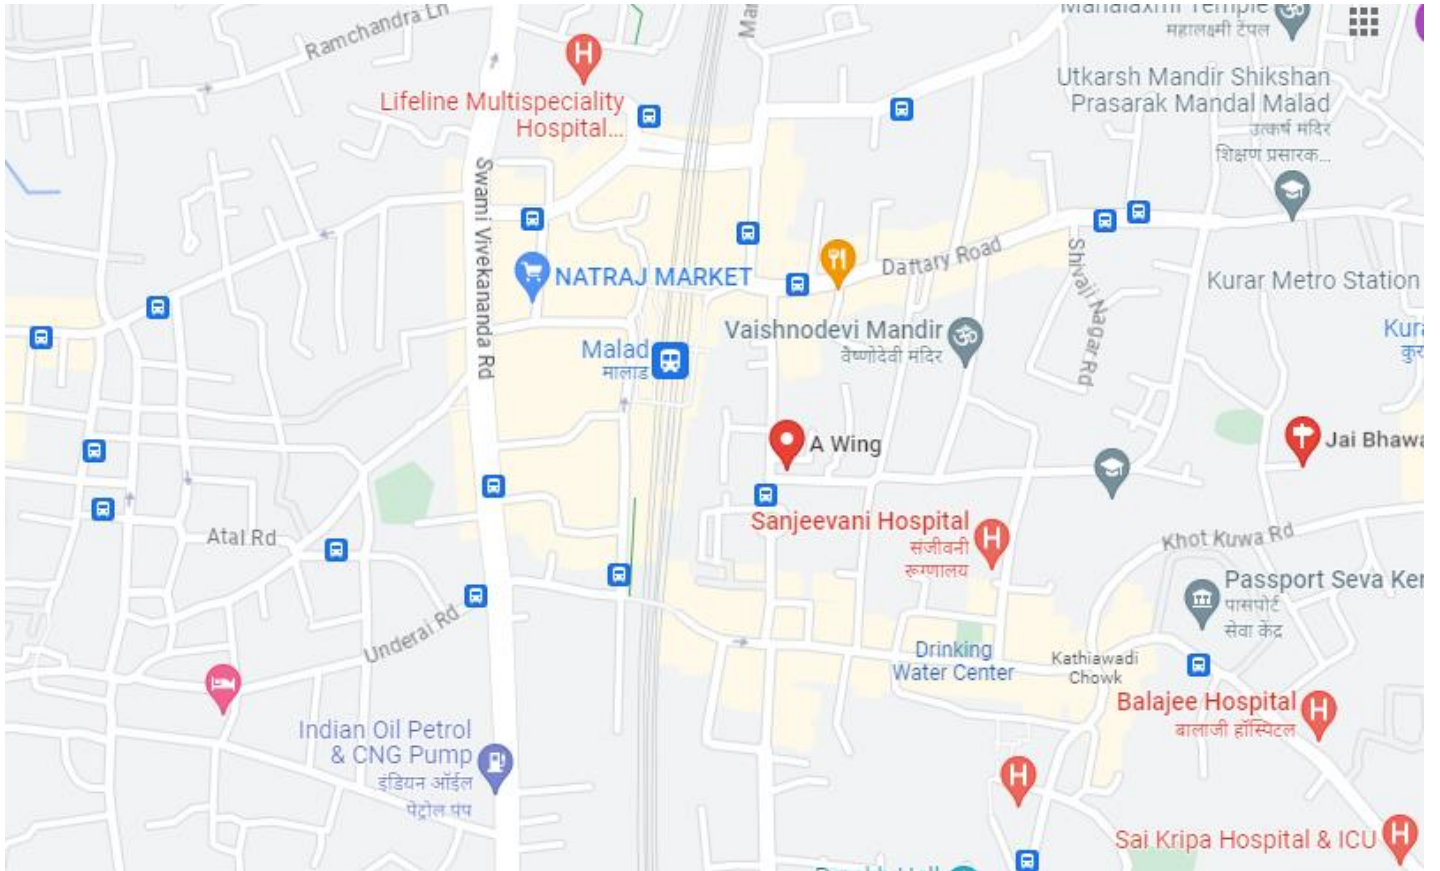 Ramchandra Ln
महालक्ष्मी टेंपल
Lifeline Multispeciality
Hospital...
Utkarsh Mandir Shikshan
Prasarak Mandal Malad
उत्कर्ष मंदिर
शिक्षण प्रसारक...
Swami Vivekananda Rd
NATRAJ MARKET
Daftary Road
Shivaji Nagar Rd
Kurar Metro Station
Vaishnodevi Mandir
वैष्णोदेवी मंदिर
Malad
मालाड
A Wing
Jai Bhawa
Sanjeevani Hospital
संजीवनी
रूग्णालय
Atal Rd
Khot Kuwa Rd
Passport Seva Ker
पासपोर्ट
सेवा केंद्र
Underai Rd
Drinking
Water Center
Kathiawadi
Chowk
Balajee Hospital
बालाजी हॉस्पिटल
Indian Oil Petrol
& CNG Pump
इंडियन ऑईल
पेट्रोल पंप
Sai Kripa Hospital & ICU